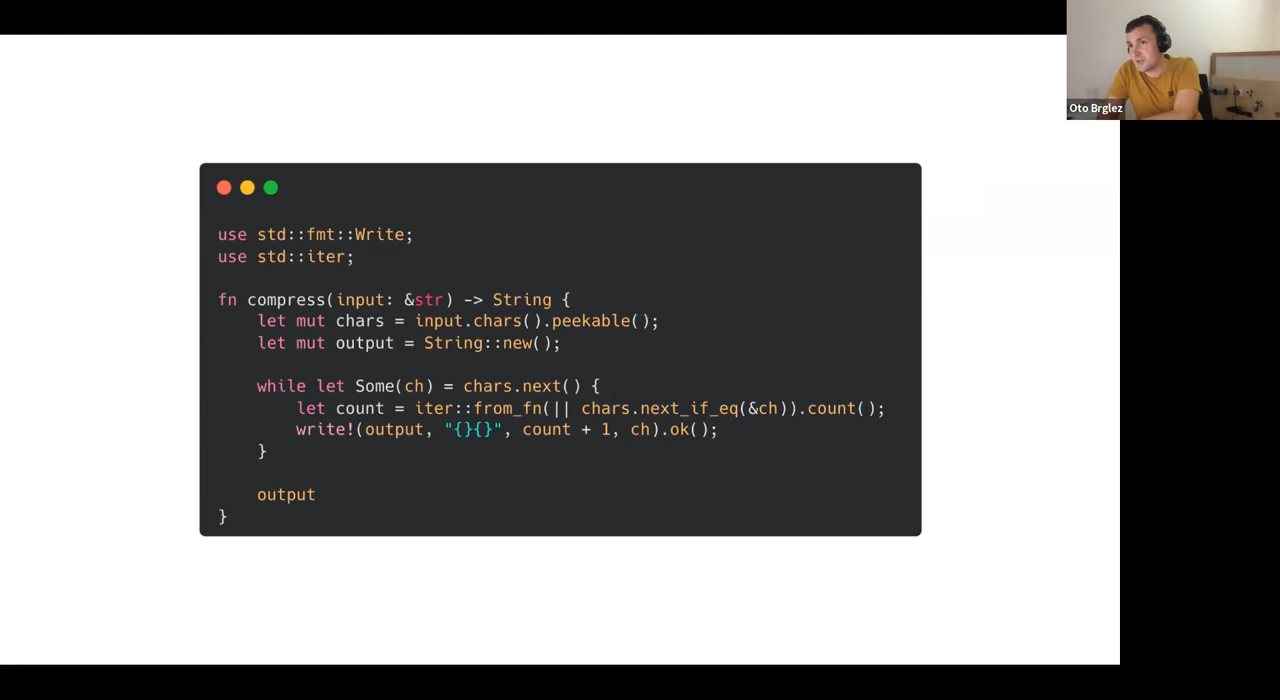 Oto Brglez
use std::fmt::Write;
use std::iter;
fn compress(input: &str) -> String {
    let mut chars = input.chars().peekable();
    let mut output = String::new();
    while let Some(ch) = chars.next() {
        let count = iter::from_fn(|| chars.next_if_eq(&ch)).count();
        write!(output, "{}{}", count + 1, ch).ok();
    }
    output
}